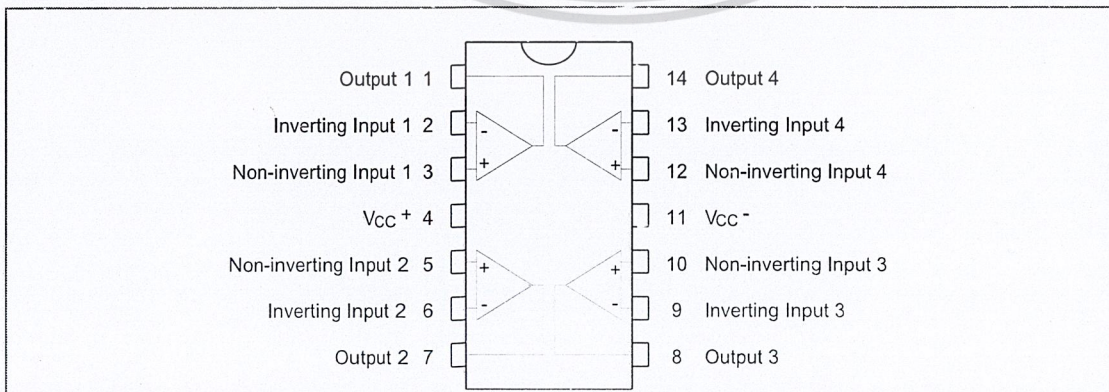 Output 1 1 14 Output 4
Inverting Input 1 2 - - 13 Inverting Input 4
Non-inverting Input 1 3 + + 12 Non-inverting Input 4
VCC + 4 11 VCC -
Non-inverting Input 2 5 + + 10 Non-inverting Input 3
Inverting Input 2 6 - - 9 Inverting Input 3
Output 2 7 8 Output 3